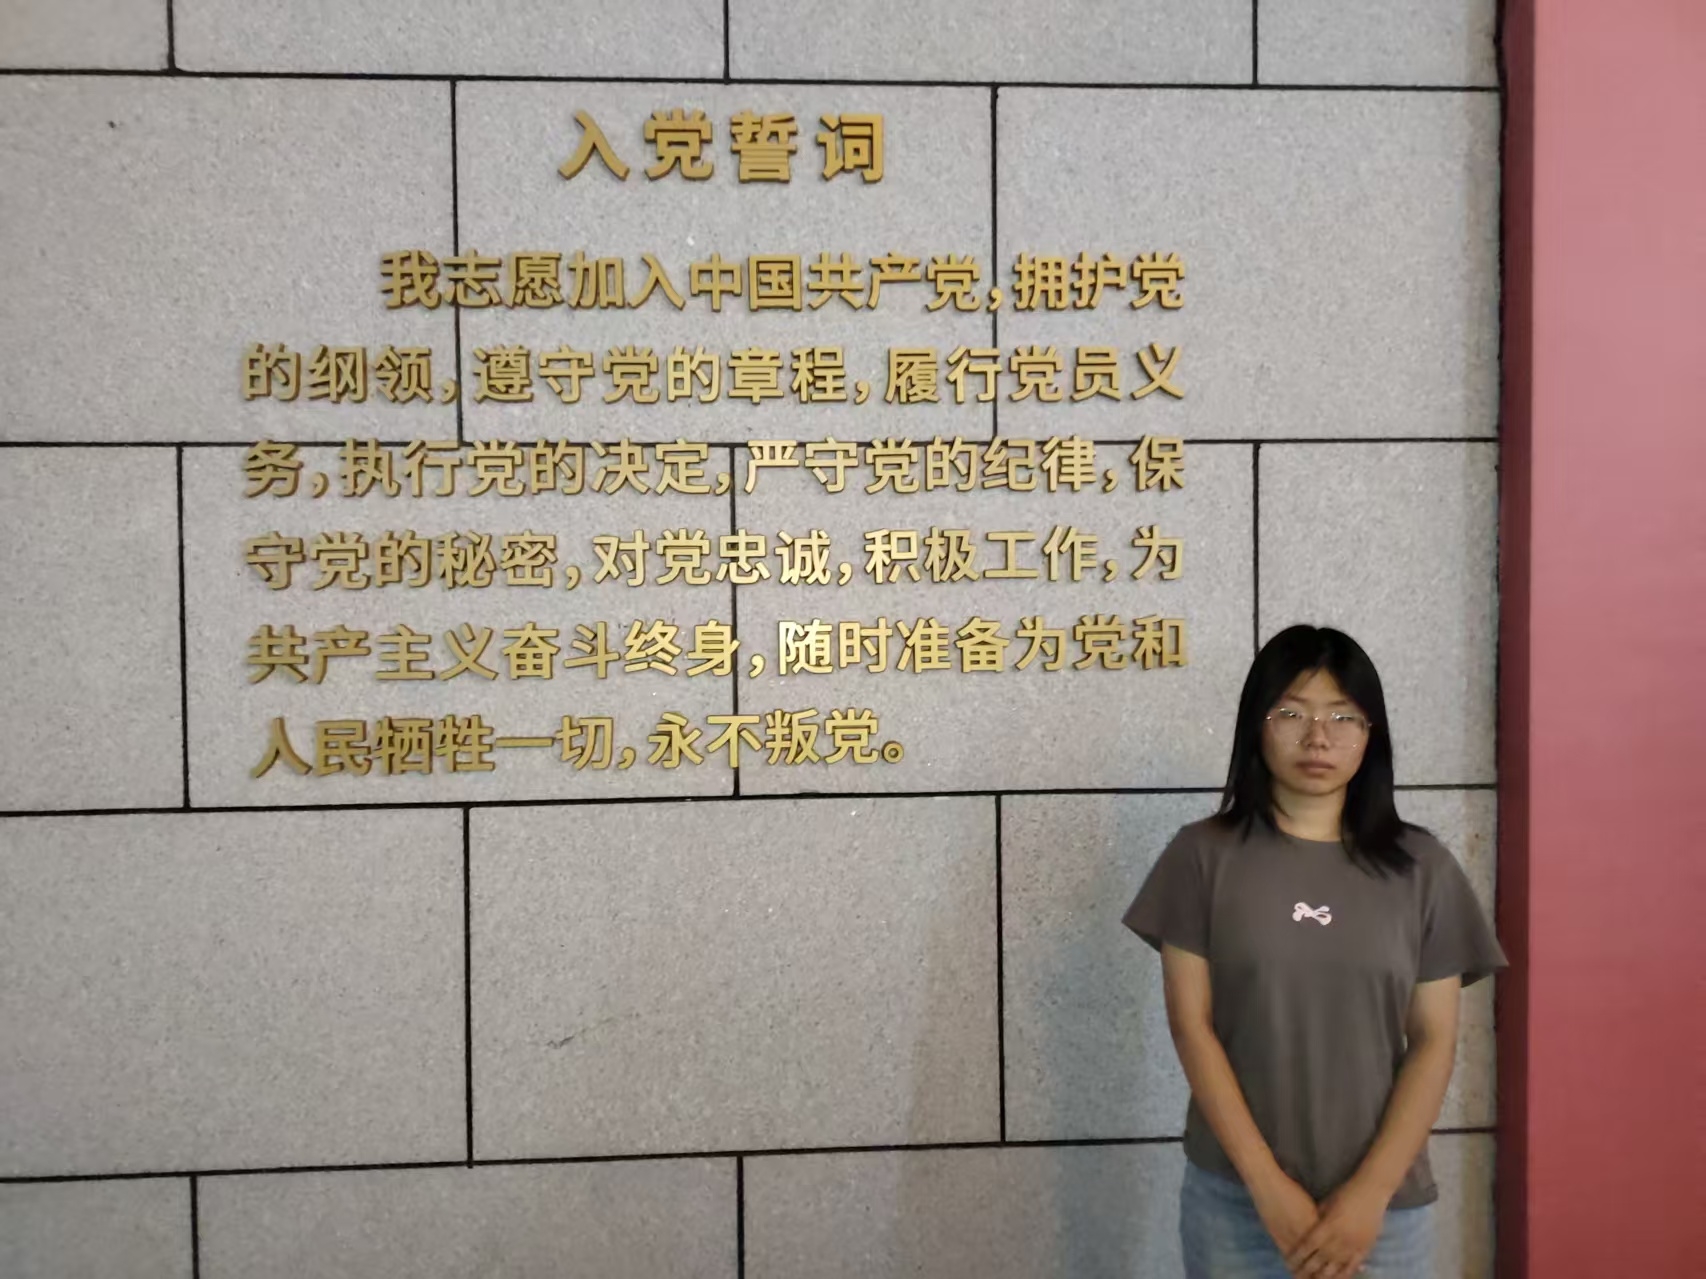 入党誓词
我志愿加入中国共产党，拥护党
的纲领，遵守党的章程，履行党员义
务，执行党的决定，严守党的纪律，保
守党的秘密，对党忠诚，积极工作，为
共产主义奋斗终身，随时准备为党和
人民牺牲一切，永不叛党。